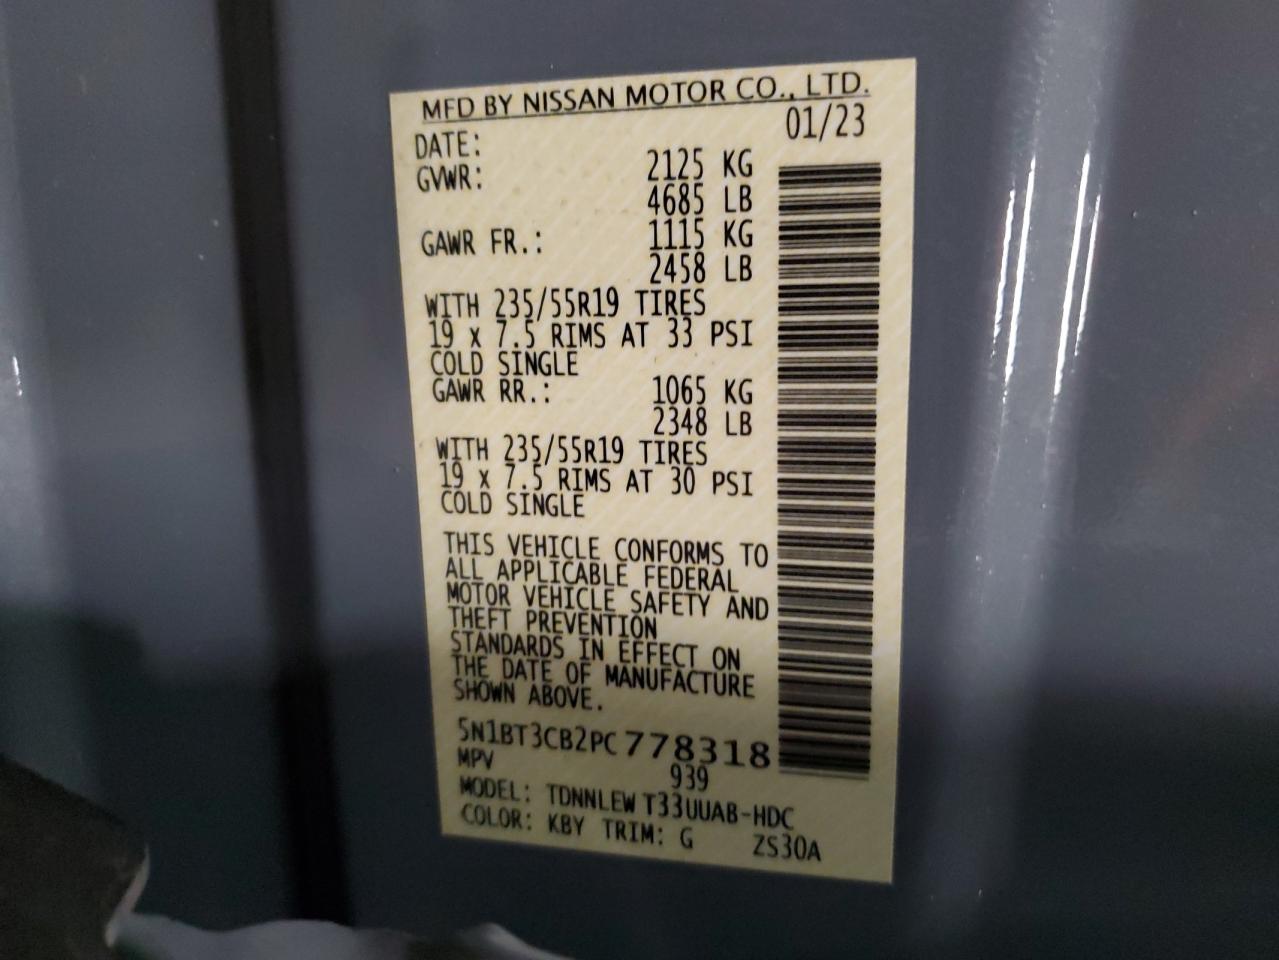 MFD BY NISSAN MOTOR CO., LTD.
DATE: 01/23
GVWR: 2125 KG
4685 LB
GAWR FR.: 1115 KG
2458 LB
WITH 235/55R19 TIRES
19 x 7.5 RIMS AT 33 PSI
COLD SINGLE
GAWR RR.: 1065 KG
2348 LB
WITH 235/55R19 TIRES
19 x 7.5 RIMS AT 30 PSI
COLD SINGLE
THIS VEHICLE CONFORMS TO
ALL APPLICABLE FEDERAL
MOTOR VEHICLE SAFETY AND
THEFT PREVENTION
STANDARDS IN EFFECT ON
THE DATE OF MANUFACTURE
SHOWN ABOVE.
5N1BT3CB2PC778318
MPV 939
MODEL: TDNNLEW T33UUAB-HDC
COLOR: KBY TRIM: G ZS30A